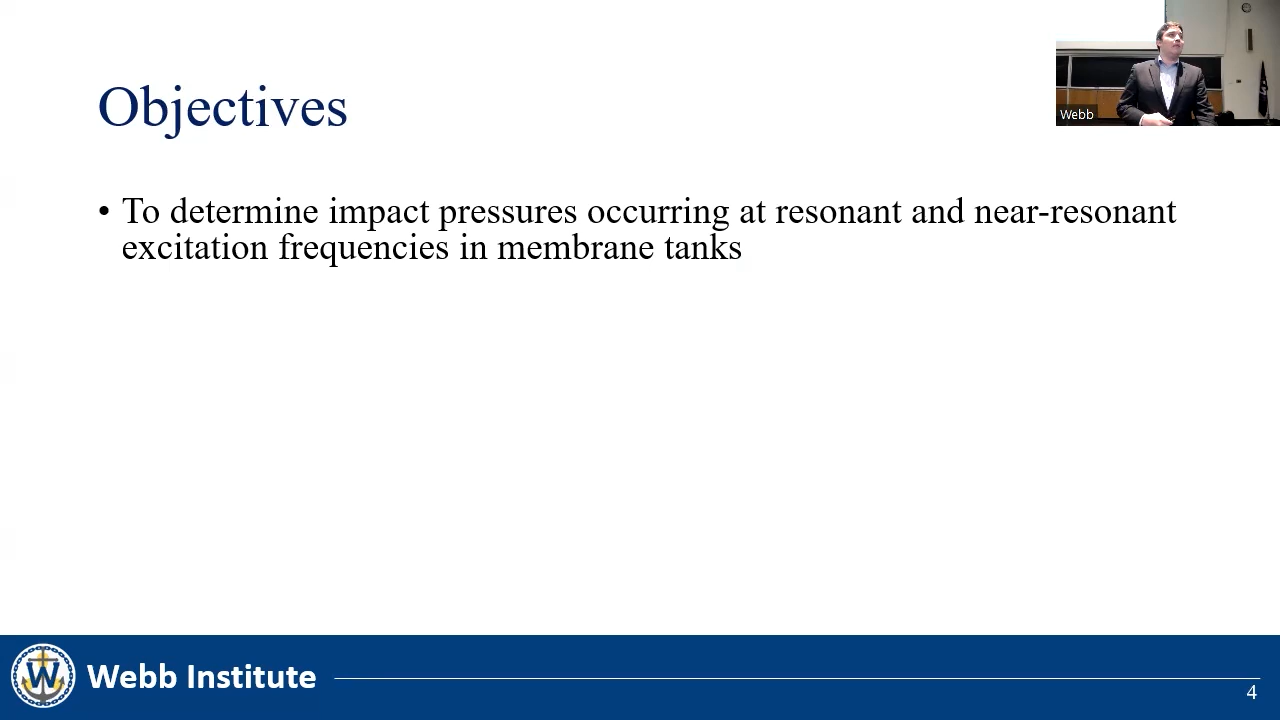 Objectives
• To determine impact pressures occurring at resonant and near-resonant
excitation frequencies in membrane tanks
Webb
W
Webb Institute
4